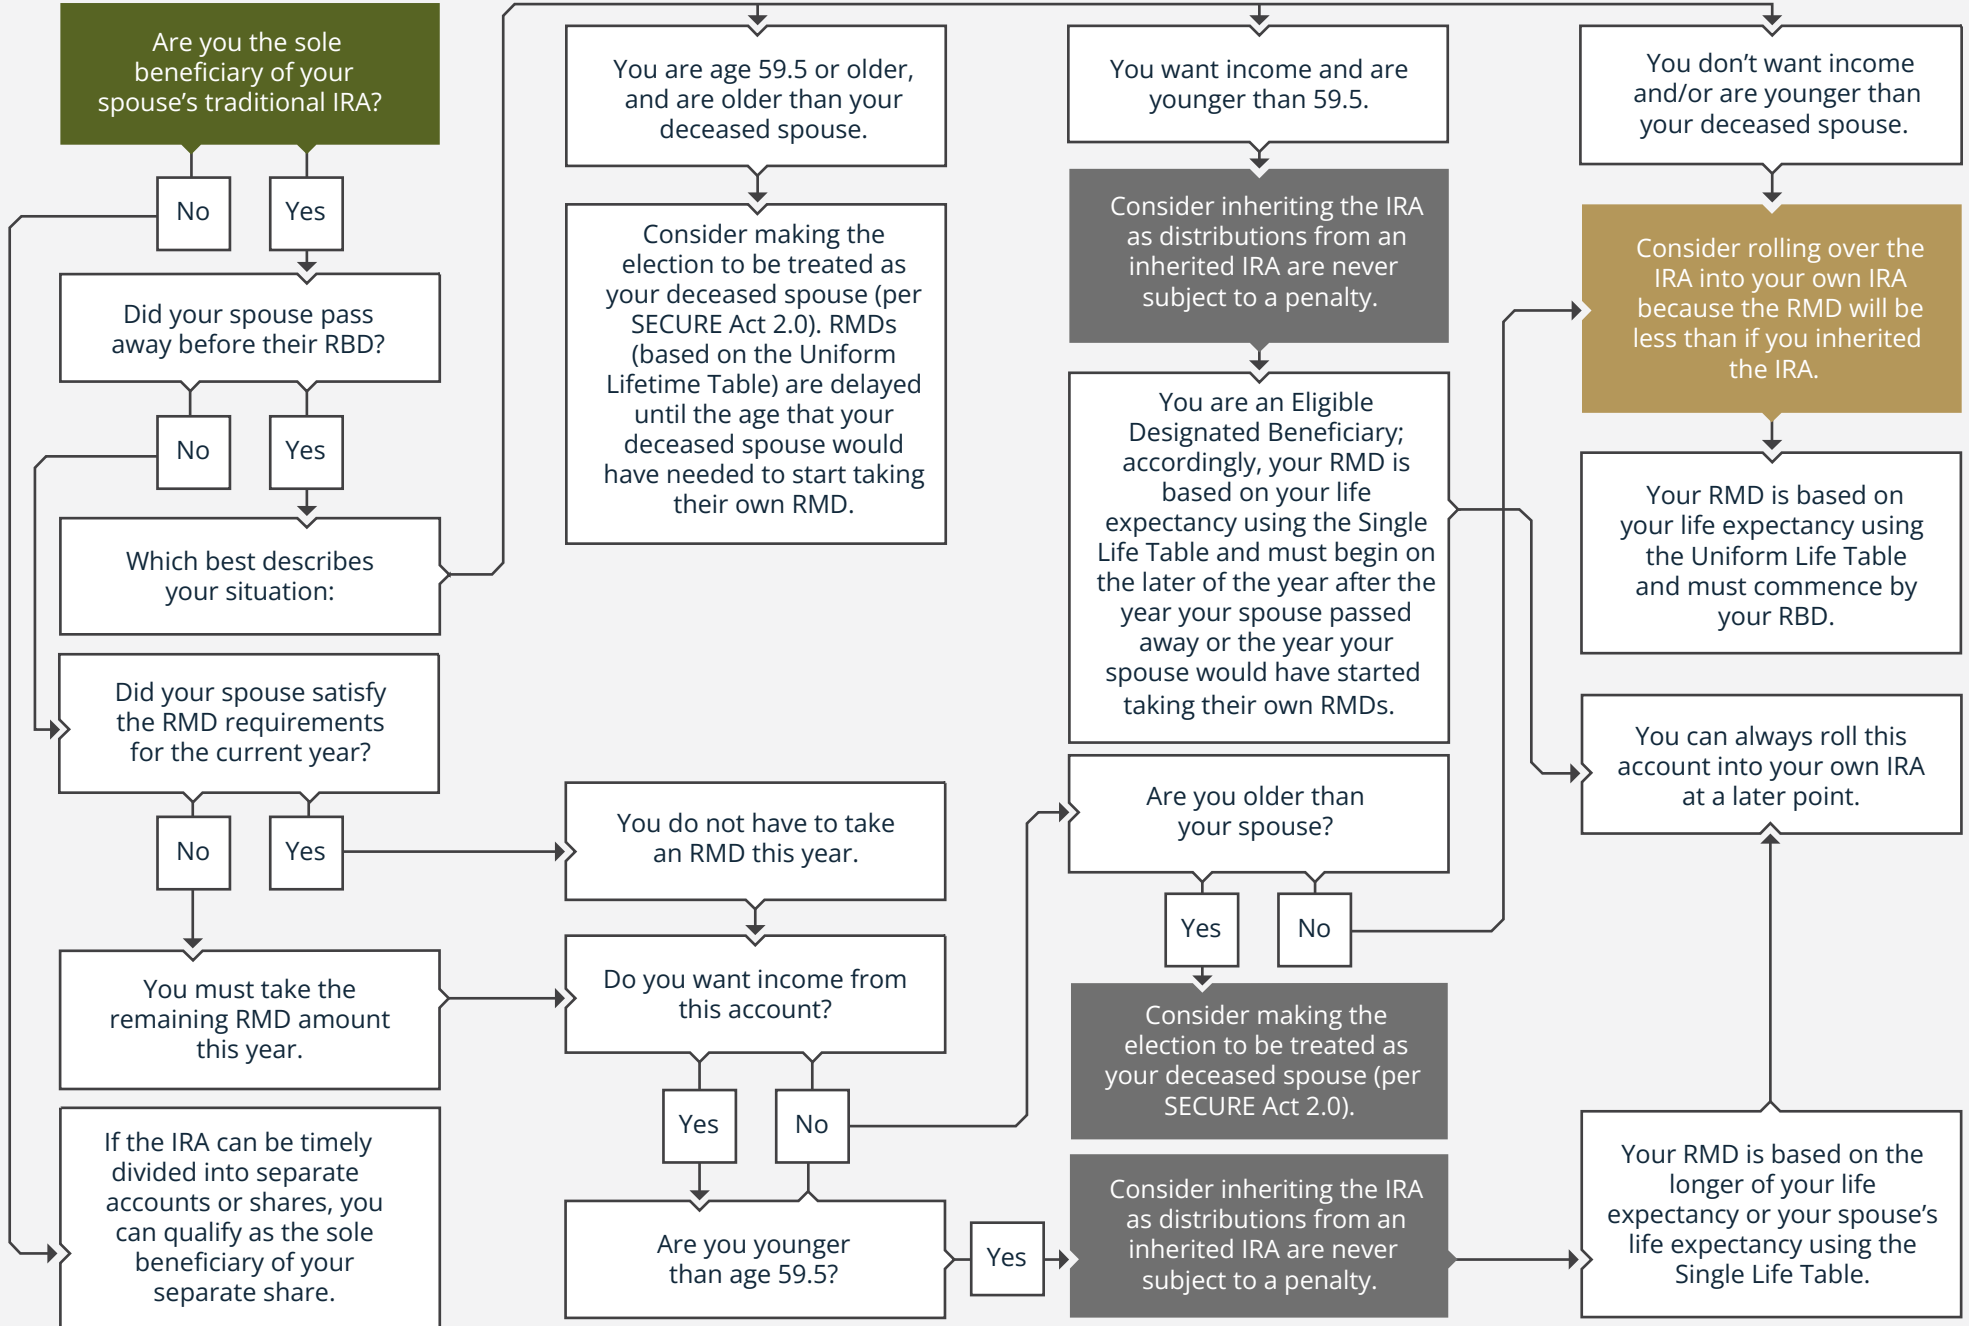 Are you the sole
beneficiary of your
spouse’s traditional IRA?
No
Yes
Did your spouse pass
away before their RBD?
No
Yes
Which best describes
your situation:
You are age 59.5 or older,
and are older than your
deceased spouse.
Consider making the
election to be treated as
your deceased spouse (per
SECURE Act 2.0). RMDs
(based on the Uniform
Lifetime Table) are delayed
until the age that your
deceased spouse would
have needed to start taking
their own RMD.
You want income and are
younger than 59.5.
Consider inheriting the IRA
as distributions from an
inherited IRA are never
subject to a penalty.
You are an Eligible
Designated Beneficiary;
accordingly, your RMD is
based on your life
expectancy using the Single
Life Table and must begin on
the later of the year after the
year your spouse passed
away or the year your
spouse would have started
taking their own RMDs.
You don’t want income
and/or are younger than
your deceased spouse.
Consider rolling over the
IRA into your own IRA
because the RMD will be
less than if you inherited
the IRA.
Your RMD is based on
your life expectancy using
the Uniform Life Table
and must commence by
your RBD.
You can always roll this
account into your own IRA
at a later point.
Did your spouse satisfy
the RMD requirements
for the current year?
No
Yes
You must take the
remaining RMD amount
this year.
If the IRA can be timely
divided into separate
accounts or shares, you
can qualify as the sole
beneficiary of your
separate share.
You do not have to take
an RMD this year.
Do you want income from
this account?
Yes
No
Are you younger
than age 59.5?
Yes
Are you older than
your spouse?
Yes
No
Consider making the
election to be treated as
your deceased spouse (per
SECURE Act 2.0).
Consider inheriting the IRA
as distributions from an
inherited IRA are never
subject to a penalty.
Your RMD is based on the
longer of your life
expectancy or your spouse’s
life expectancy using the
Single Life Table.